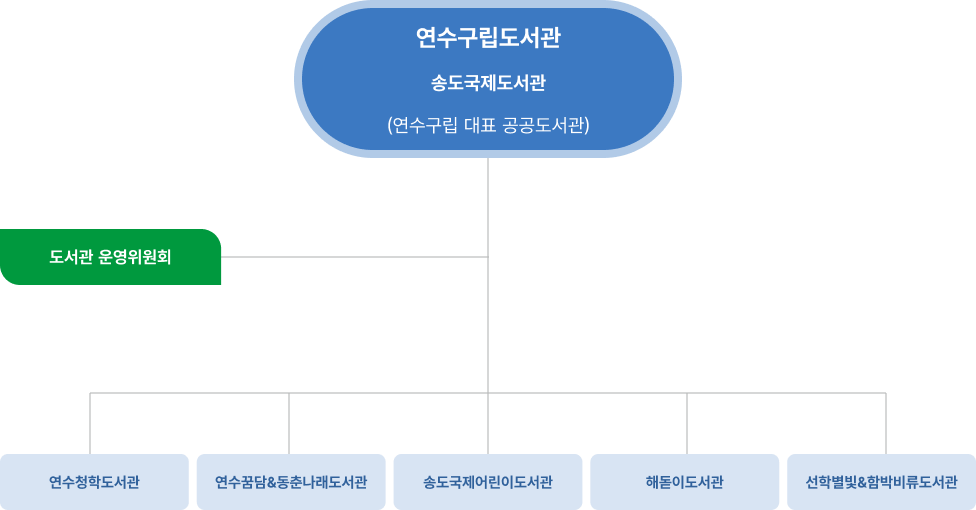 연수구립도서관
송도국제도서관
(연수구립 대표 공공도서관)
도서관 운영위원회
연수청학도서관
연수꿈담&동춘나래도서관
송도국제어린이도서관
해돋이도서관
선학별빛&함박비류도서관